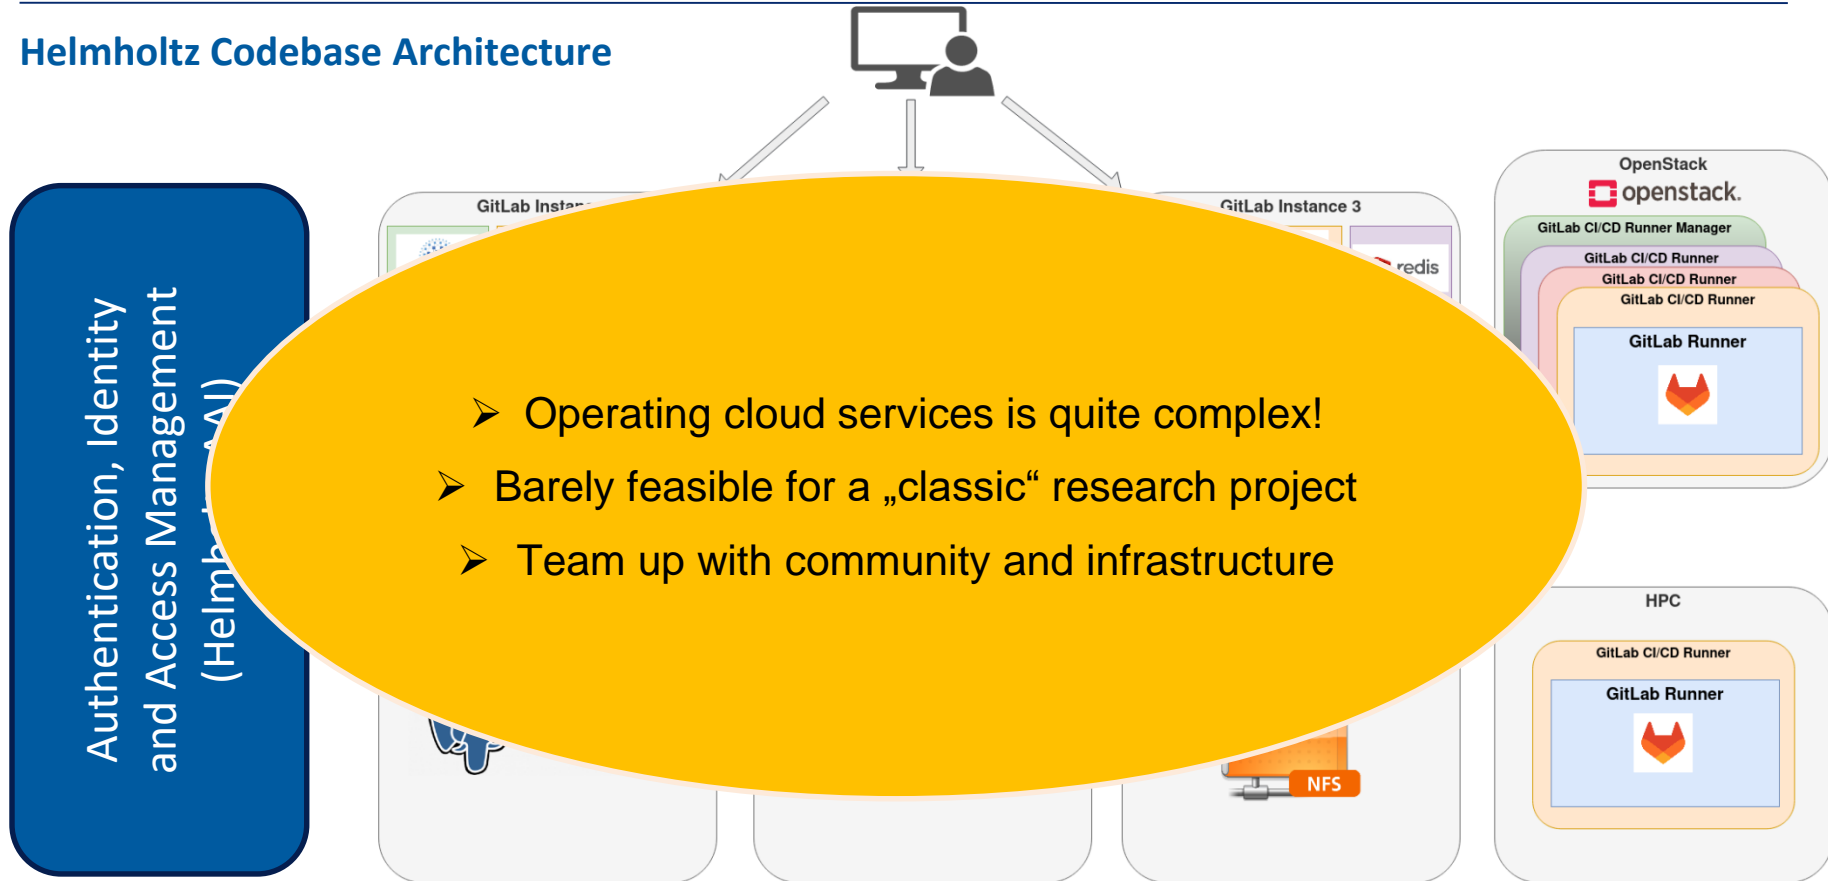 Helmholtz Codebase Architecture
Authentication, Identity
and Access Management
GitLab
GitLab Instance 3
redis
OpenStack
openstack.
GitLab CI/CD Runner Manager
GitLab CI/CD Runner
GitLab CI/CD Runner
GitLab CI/CD Runner
GitLab Runner
➢ Operating cloud services is quite complex!
➢ Barely feasible for a „classic“ research project
➢ Team up with community and infrastructure
NFS
HPC
GitLab CI/CD Runner
GitLab Runner